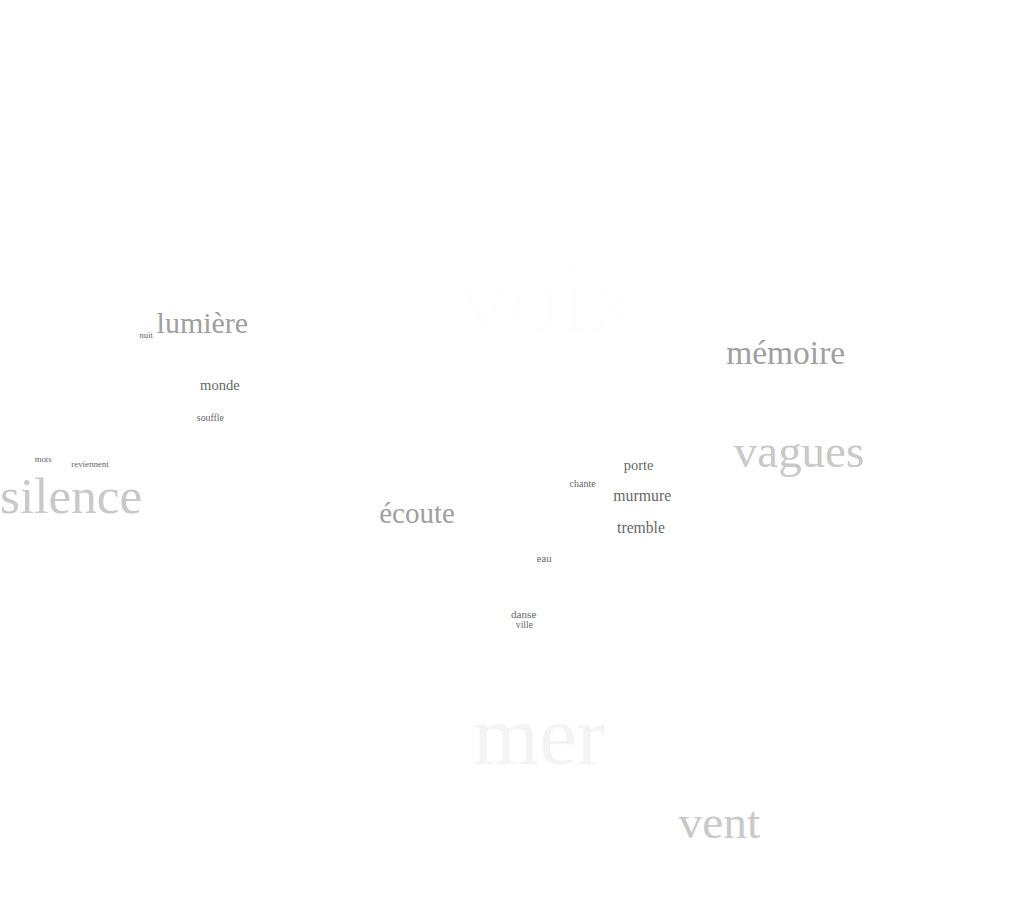 voix
lumière
nuit
mémoire
monde
souffle
vagues
mots
reviennent
porte
chante
silence
murmure
écoute
tremble
eau
danse
ville
mer
vent